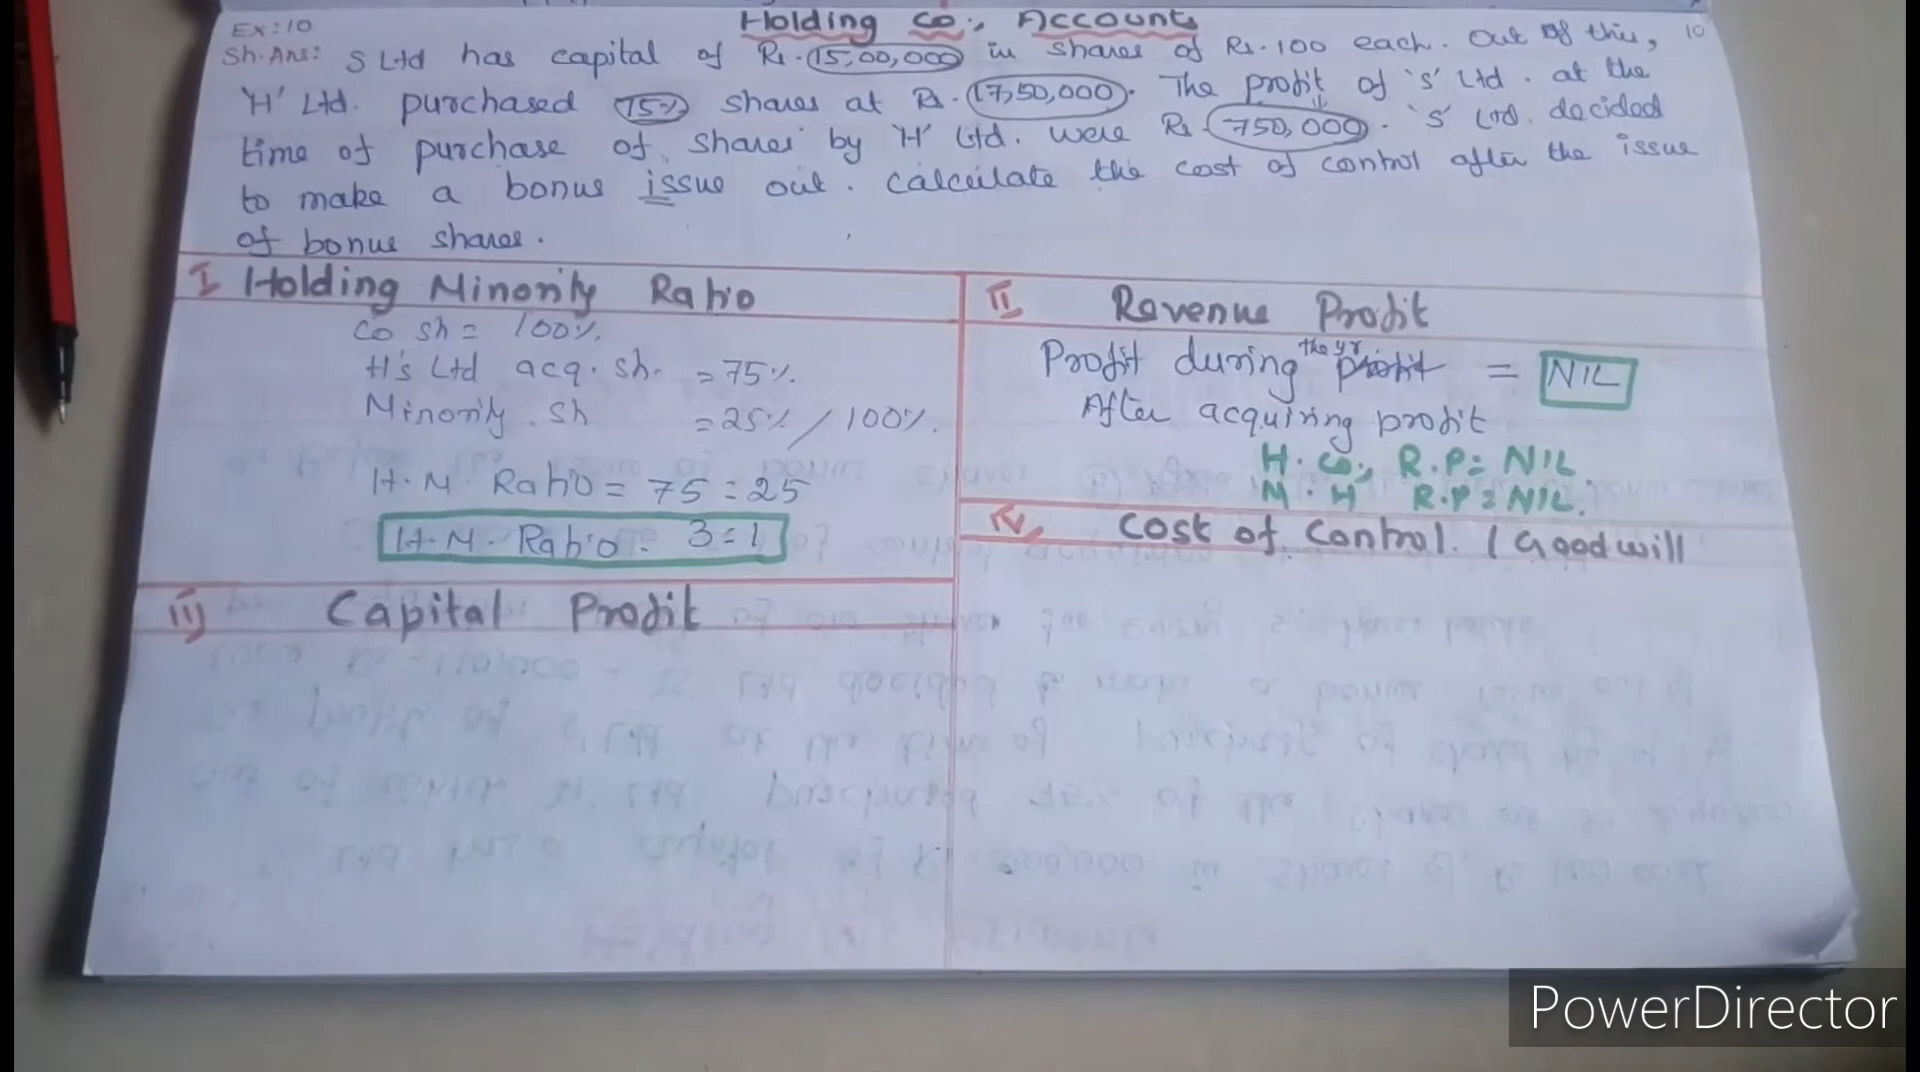 Holding Co., Accounts
Ex:10
10
Sh.Ans: S Ltd has capital of Rs. 15,00,000 in shares of Rs.100 each. Out of this,
'H' Ltd. purchased 75% shares at Rs. 17,50,000. The profit of 'S' Ltd. at the
time of purchase of shares by 'H' Ltd. were Rs 750,000. 'S' Ltd. decided
to make a bonus issue out. calculate the cost of control after the issue
of bonus shares.
I Holding Minority Ratio
Co sh = 100%.
H's Ltd acq. sh. = 75%.
Minority. sh = 25% / 100%.
H.M Ratio = 75 : 25
H.M. Ratio. 3:1
II Revenue Profit
the yr
Profit during profit = NIL
After acquiring profit
H. Co., R.P = NIL.
M. H R.P = NIL.
III Capital Profit
IV. Cost of Control. / Goodwill
PowerDirector